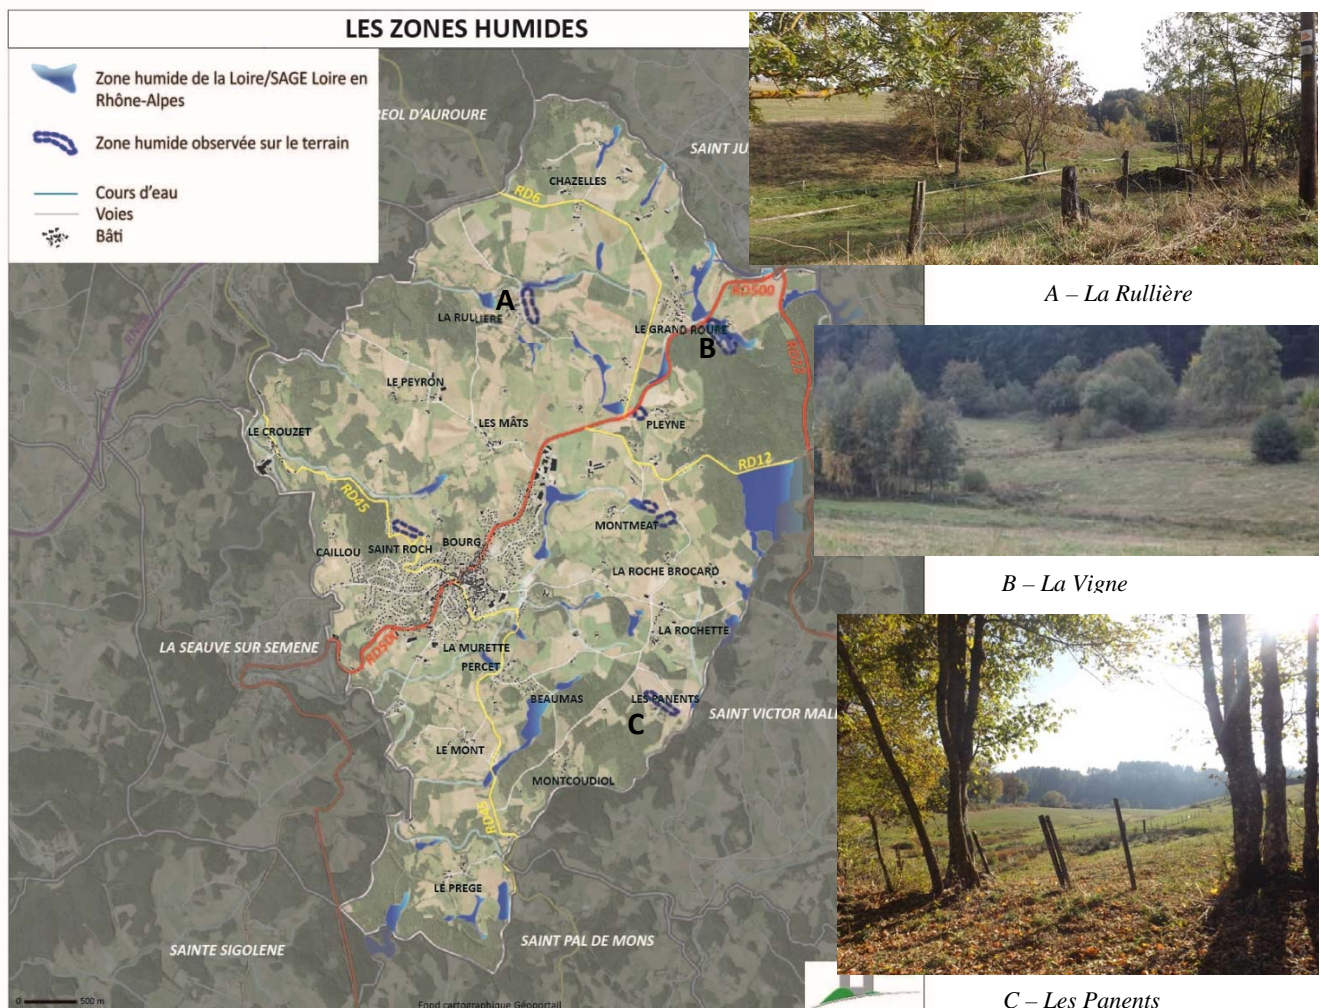 LES ZONES HUMIDES
Zone humide de la Loire/SAGE Loire en
Rhône-Alpes
Zone humide observée sur le terrain
Cours d'eau
Voies
Bâti
REOL D'AUROURE
SAINT JU
CHAZELLES
RD6
A – La Rullière
RD500
A
LA RULLIERE
LE GRAND ROURE
B
LE PEYRON
LES MÂTS
PLEYNE
LE CROUZET
RD12
RD45
MONTMEAT
B – La Vigne
CAILLOU
SAINT ROCH
BOURG
LA ROCHE BROCARD
LA ROCHETTE
LA SEAUVE SUR SEMENE
RD500
LA MURETTE
PERCET
BEAUMAS
LES PANENTS
C
SAINT VICTOR MAL
LE MONT
MONTCOUDIOL
RD45
LE PREGE
SAINTE SIGOLENE
SAINT PAL DE MONS
0 500 m
Fond cartographique Géoportail
C – Les Panents